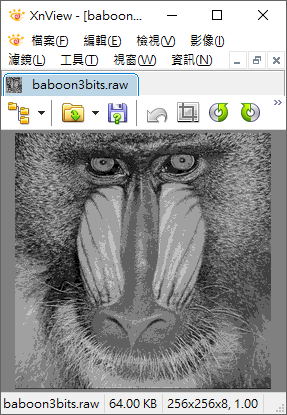 XnView - [baboon
檔案(F) 編輯(E) 檢視(V) 影像(I)
濾鏡(L) 工具(T) 視窗(W) 資訊(N)
baboon3bits.raw
baboon3bits.raw 64.00 KB 256x256x8, 1.00